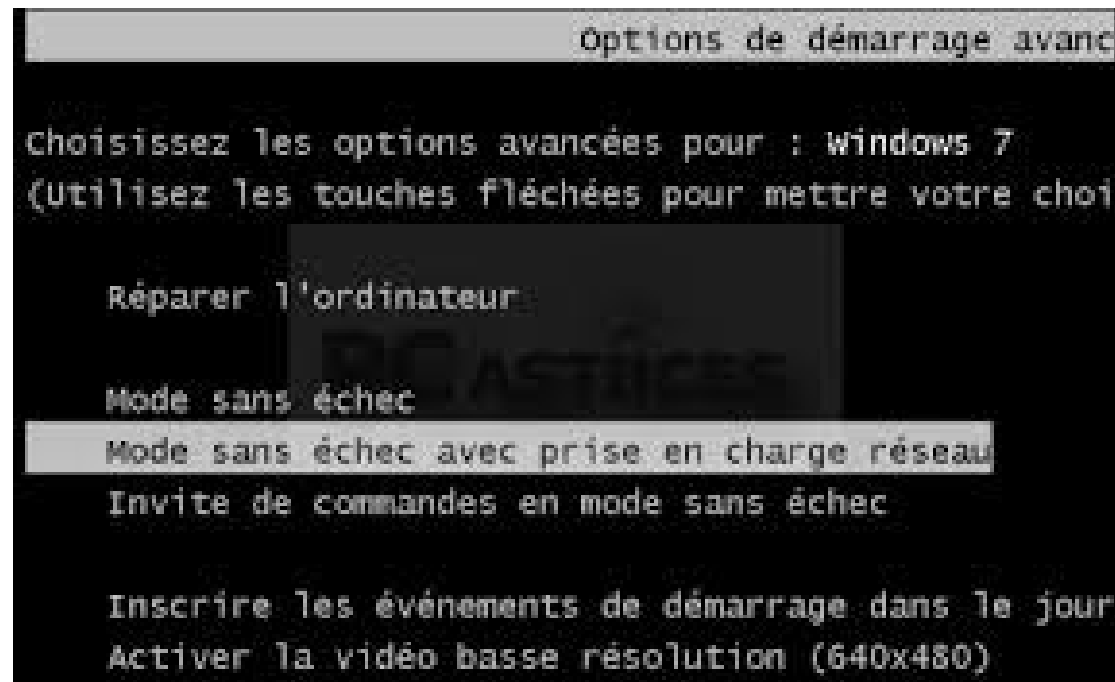 Options de démarrage avanc
Choisissez les options avancées pour : Windows 7
(Utilisez les touches fléchées pour mettre votre choi
Réparer l'ordinateur
PC ASTUCES
Mode sans échec
Mode sans échec avec prise en charge réseau
Invite de commandes en mode sans échec
Inscrire les événements de démarrage dans le jour
Activer la vidéo basse résolution (640x480)